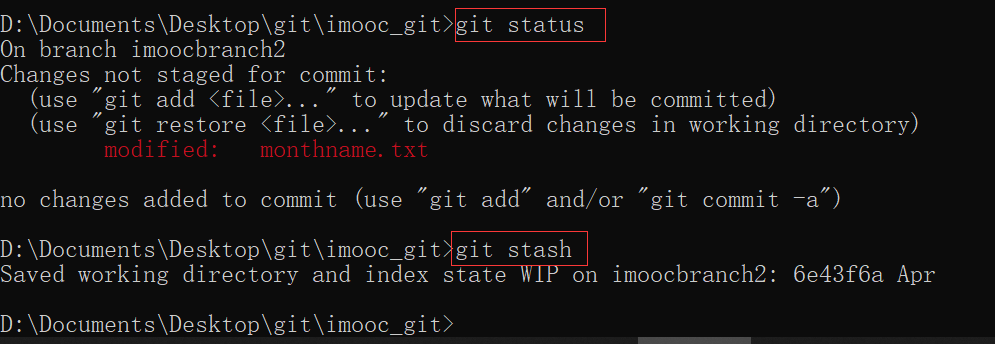 D:\Documents\Desktop\git\imooc_git>git status
On branch imoocbranch2
Changes not staged for commit:
  (use "git add <file>..." to update what will be committed)
  (use "git restore <file>..." to discard changes in working directory)
        modified:   monthname.txt

no changes added to commit (use "git add" and/or "git commit -a")

D:\Documents\Desktop\git\imooc_git>git stash
Saved working directory and index state WIP on imoocbranch2: 6e43f6a Apr

D:\Documents\Desktop\git\imooc_git>